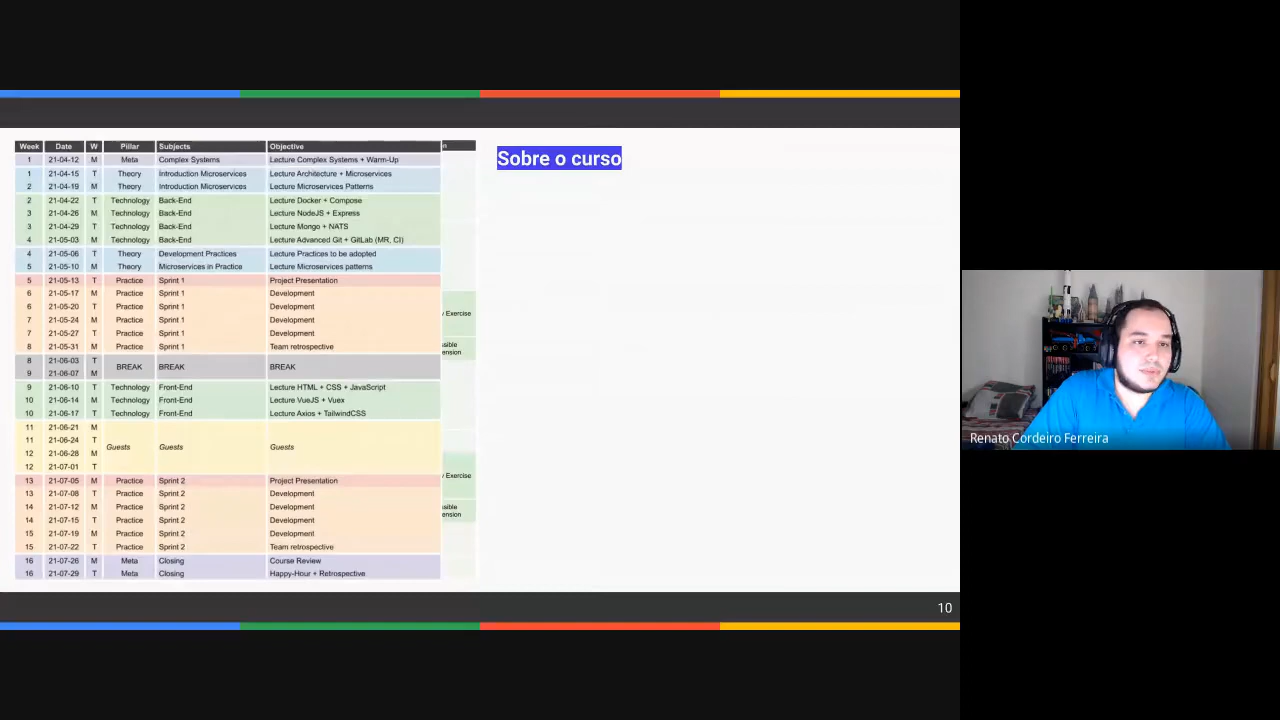 Week Date W Pillar Subjects Objective n
1 21-04-12 M Meta Complex Systems Lecture Complex Systems + Warm-Up
1 21-04-15 T Theory Introduction Microservices Lecture Architecture + Microservices
2 21-04-19 M Theory Introduction Microservices Lecture Microservices Patterns
2 21-04-22 T Technology Back-End Lecture Docker + Compose
3 21-04-26 M Technology Back-End Lecture NodeJS + Express
3 21-04-29 T Technology Back-End Lecture Mongo + NATS
4 21-05-03 M Technology Back-End Lecture Advanced Git + GitLab (MR, CI)
4 21-05-06 T Theory Development Practices Lecture Practices to be adopted
5 21-05-10 M Theory Microservices in Practice Lecture Microservices patterns
5 21-05-13 T Practice Sprint 1 Project Presentation
6 21-05-17 M Practice Sprint 1 Development
6 21-05-20 T Practice Sprint 1 Development
7 21-05-24 M Practice Sprint 1 Development
7 21-05-27 T Practice Sprint 1 Development
8 21-05-31 M Practice Sprint 1 Team retrospective
8 21-06-03 T
BREAK BREAK BREAK
9 21-06-07 M
9 21-06-10 T Technology Front-End Lecture HTML + CSS + JavaScript
10 21-06-14 M Technology Front-End Lecture VueJS + Vuex
10 21-06-17 T Technology Front-End Lecture Axios + TailwindCSS
11 21-06-21 M
11 21-06-24 T
Guests Guests Guests
12 21-06-28 M
12 21-07-01 T
13 21-07-05 M Practice Sprint 2 Project Presentation
13 21-07-08 T Practice Sprint 2 Development
14 21-07-12 M Practice Sprint 2 Development
14 21-07-15 T Practice Sprint 2 Development
15 21-07-19 M Practice Sprint 2 Development
15 21-07-22 T Practice Sprint 2 Team retrospective
16 21-07-26 M Meta Closing Course Review
16 21-07-29 T Meta Closing Happy-Hour + Retrospective
Exercise
sible
ension
Exercise
sible
ension
Sobre o curso
10
Renato Cordeiro Ferreira